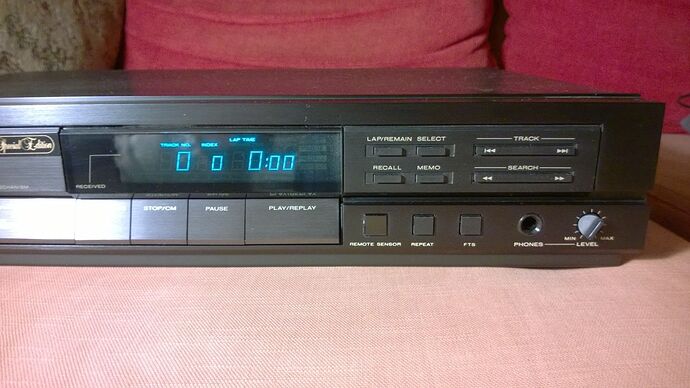 Special Edition
TRACK NO. INDEX LAP TIME
0 0 0:00
RECEIVED
LAP/REMAIN SELECT
TRACK
RECALL MEMO
SEARCH
STOP/CM PAUSE PLAY/REPLAY
REMOTE SENSOR REPEAT FTS PHONES LEVEL
MIN MAX